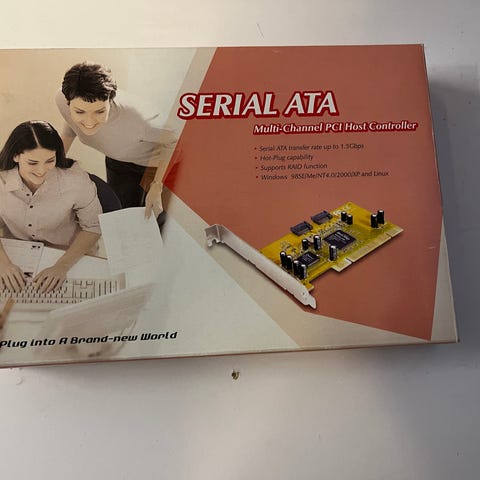 SERIAL ATA
Multi-Channel PCI Host Controller
• Serial ATA transfer rate up to 1.5Gbps
• Hot-Plug capability
• Supports RAID function
• Windows 98SE/Me/NT4.0/2000/XP and Linux
Plug Into A Brand-new World